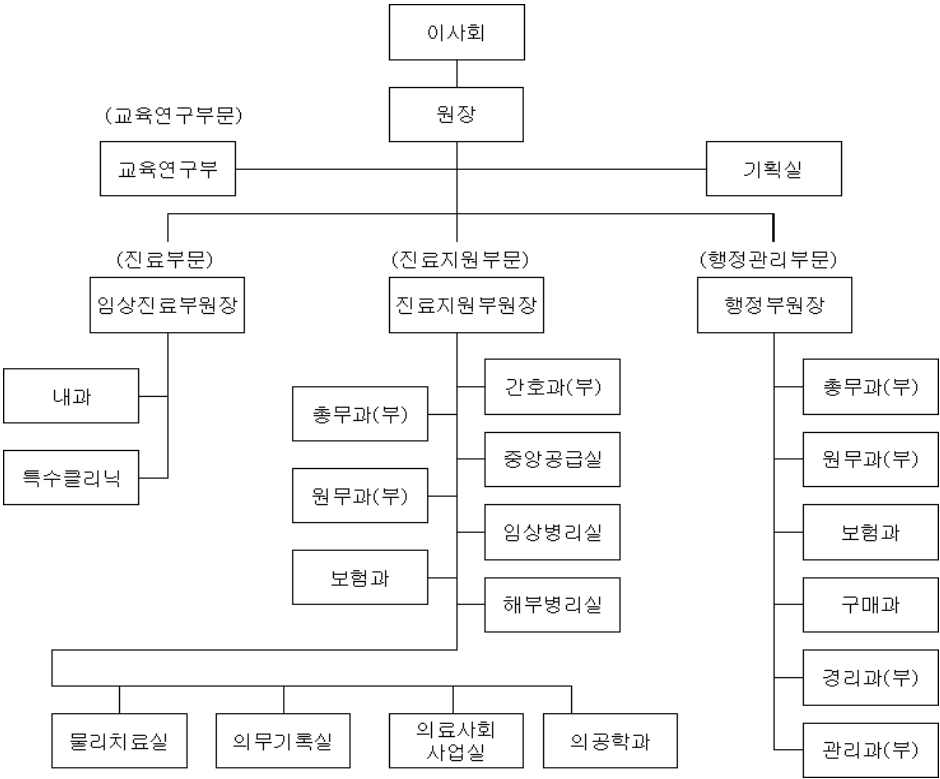 이사회
원장
(교육연구부문)
교육연구부
기획실
(진료부문)
(진료지원부문)
(행정관리부문)
임상진료부원장
진료지원부원장
행정부원장
내과
특수클리닉
총무과(부)
원무과(부)
보험과
간호과(부)
중앙공급실
임상병리실
해부병리실
총무과(부)
원무과(부)
보험과
구매과
경리과(부)
관리과(부)
물리치료실
의무기록실
의료사회
사업실
의공학과